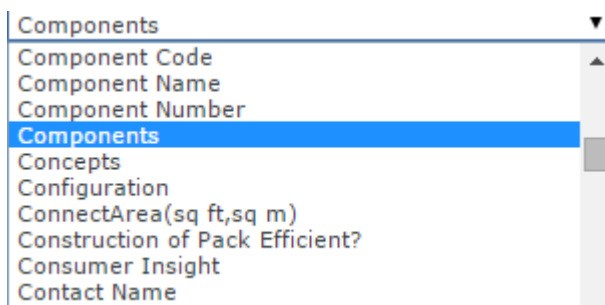 Components
Component Code
Component Name
Component Number
Components
Concepts
Configuration
ConnectArea(sq ft,sq m)
Construction of Pack Efficient?
Consumer Insight
Contact Name